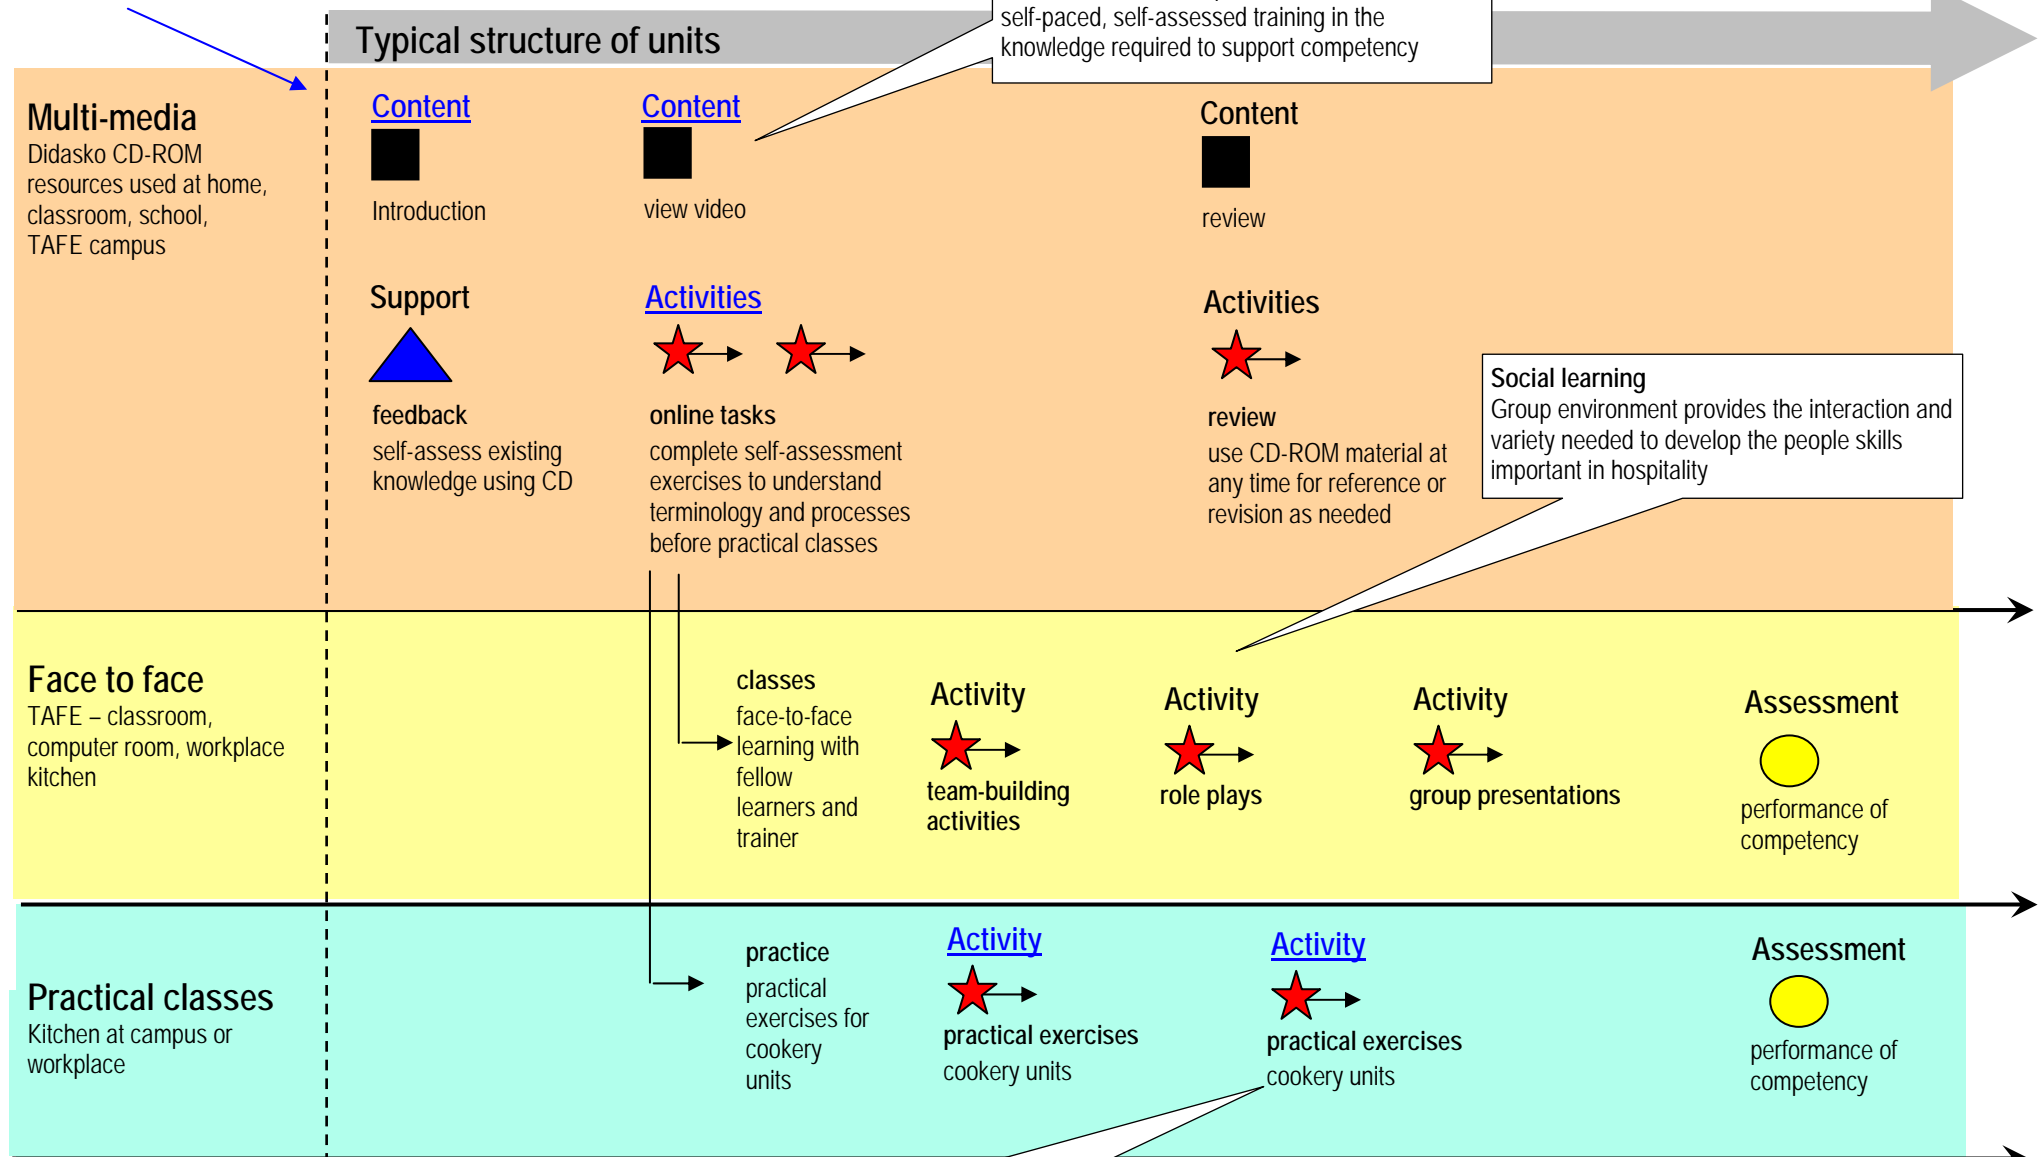 self-paced, self-assessed training in the
knowledge required to support competency
Typical structure of units
Multi-media
Didasko CD-ROM
resources used at home,
classroom, school,
TAFE campus
Content
Introduction
Content
view video
Content
review
Support
feedback
self-assess existing
knowledge using CD
Activities
online tasks
complete self-assessment
exercises to understand
terminology and processes
before practical classes
Activities
review
use CD-ROM material at
any time for reference or
revision as needed
Social learning
Group environment provides the interaction and
variety needed to develop the people skills
important in hospitality
Face to face
TAFE – classroom,
computer room, workplace
kitchen
classes
face-to-face
learning with
fellow
learners and
trainer
Activity
team-building
activities
Activity
role plays
Activity
group presentations
Assessment
performance of
competency
Practical classes
Kitchen at campus or
workplace
practice
practical
exercises for
cookery
units
Activity
practical exercises
cookery units
Activity
practical exercises
cookery units
Assessment
performance of
competency